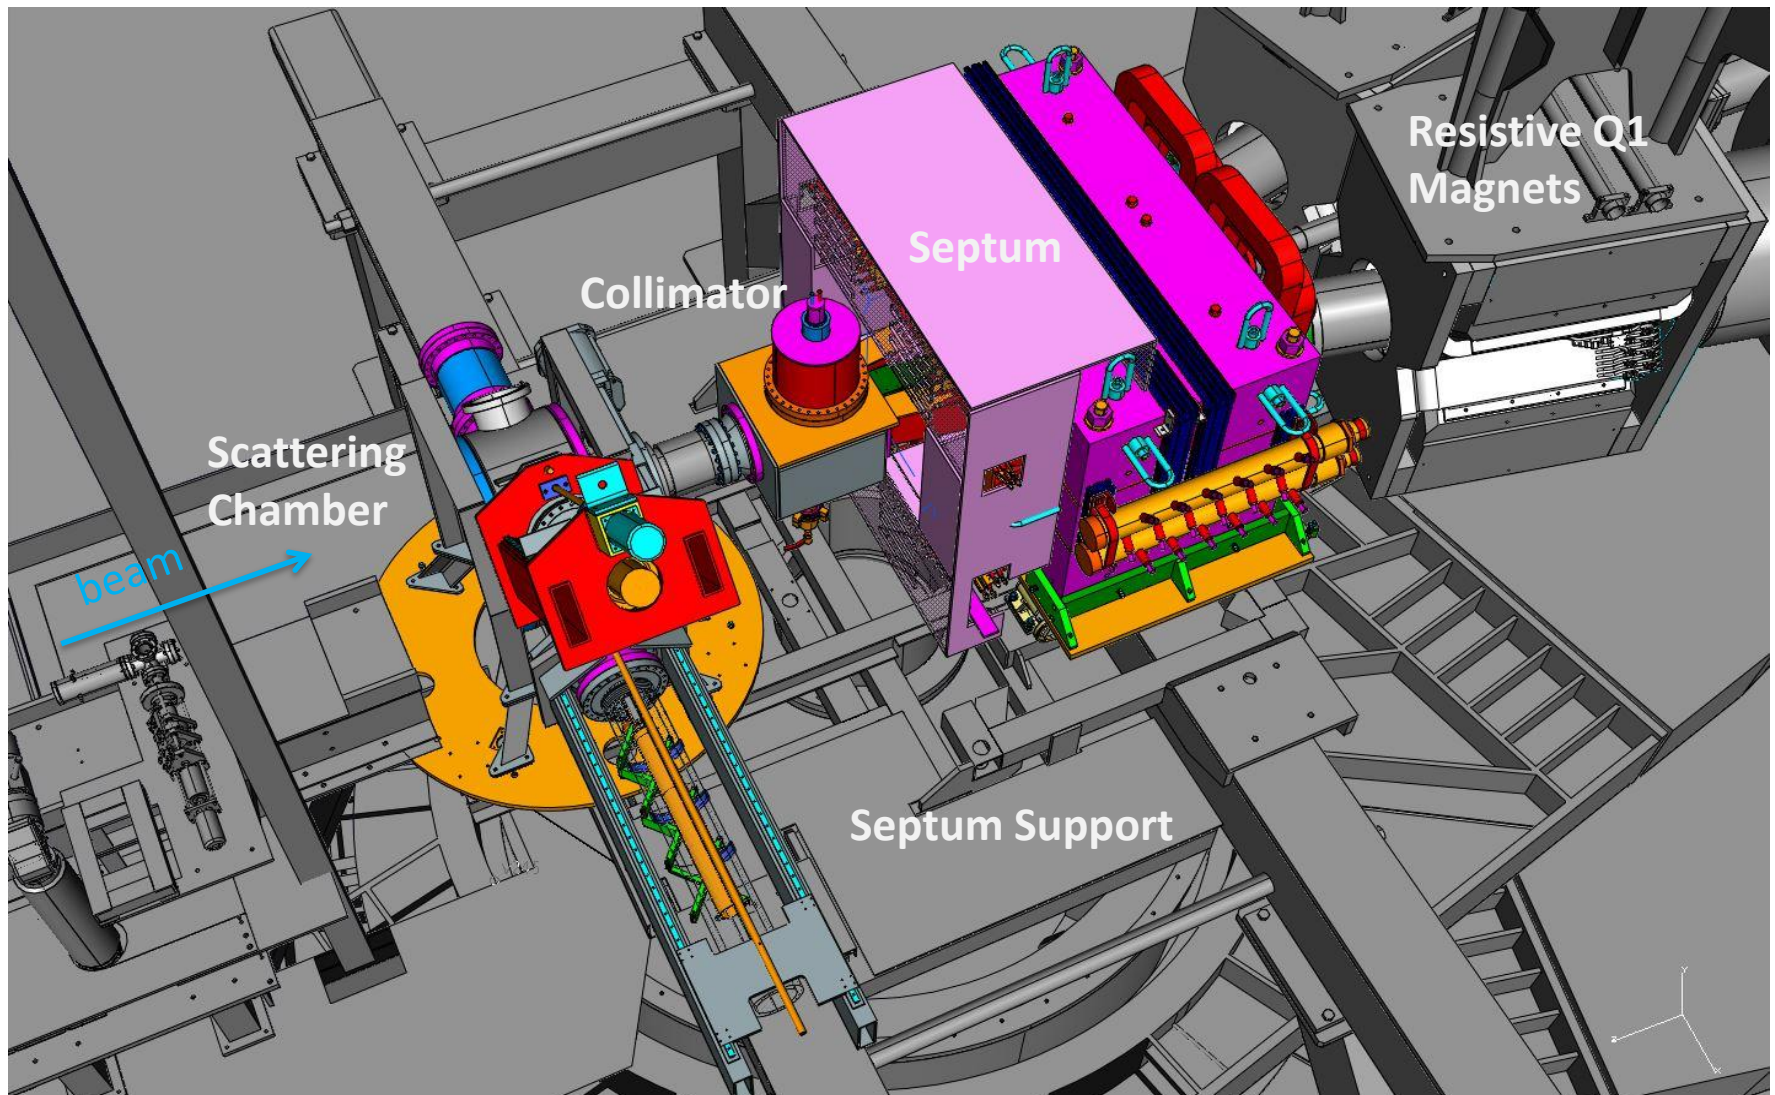 Resistive Q1
Magnets
Septum
Collimator
Scattering
Chamber
beam
Septum Support
Y
Z
X